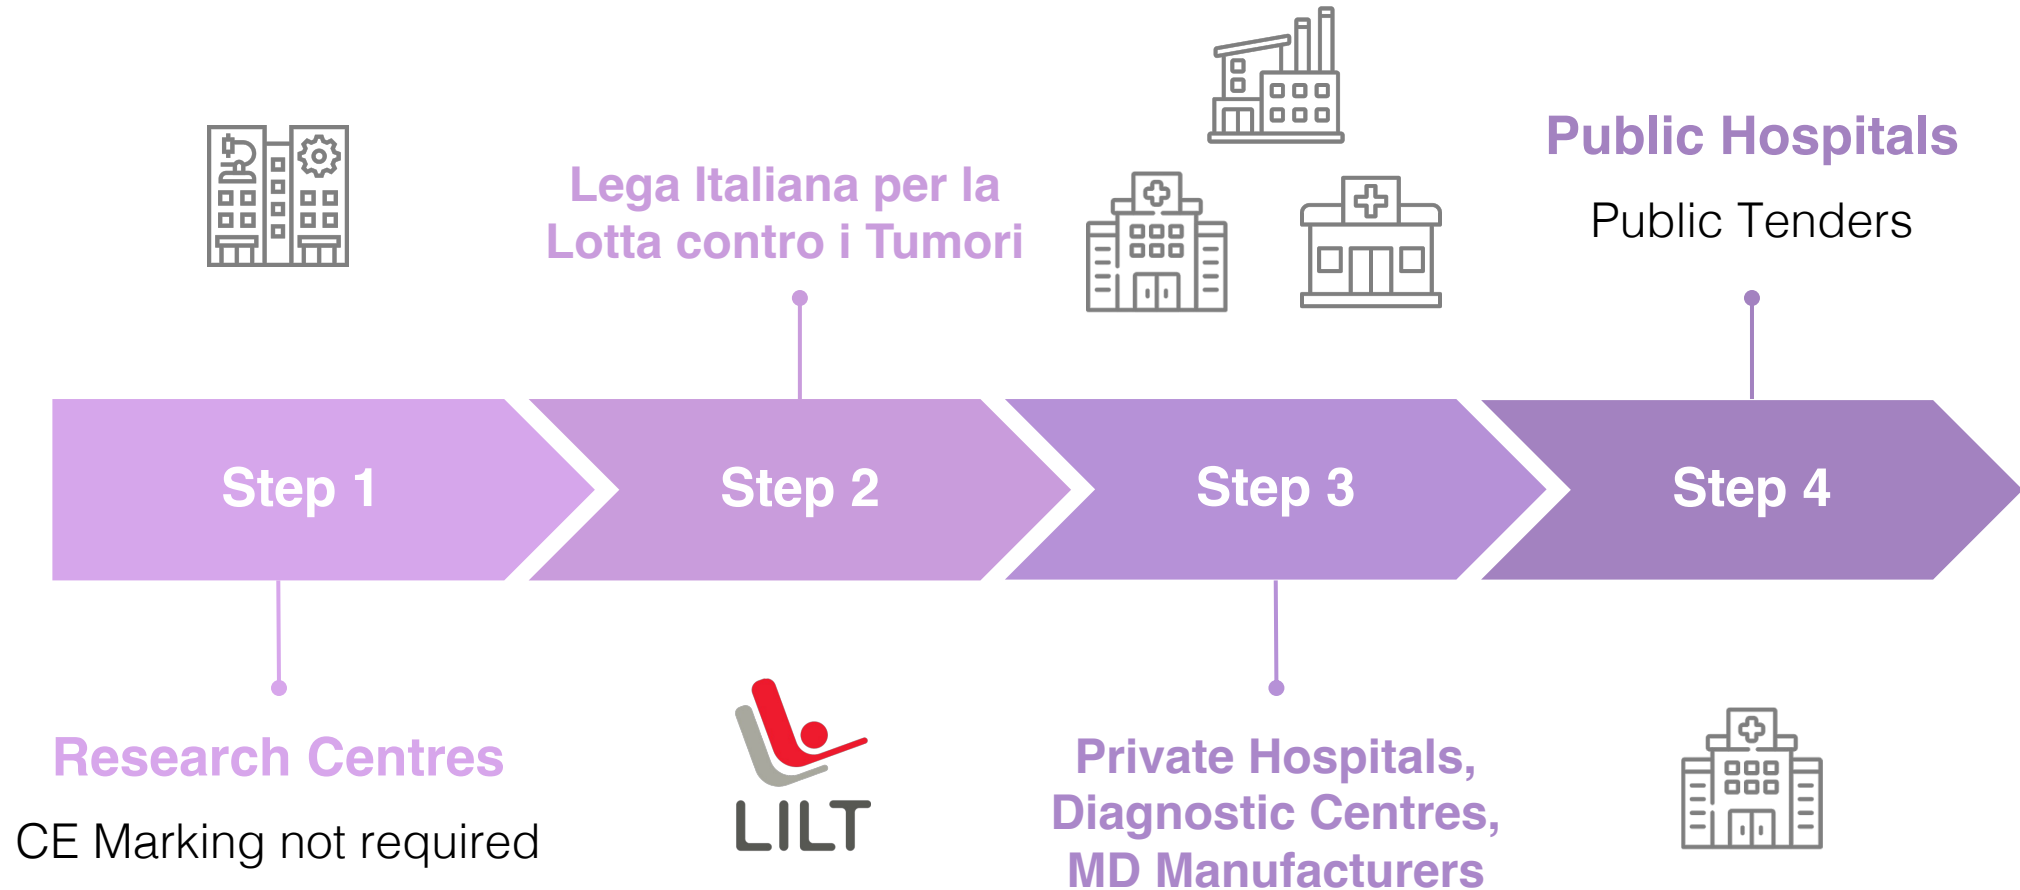 Lega Italiana per la
Lotta contro i Tumori
Public Hospitals
Public Tenders
Step 1
Step 2
Step 3
Step 4
Research Centres
CE Marking not required
LILT
Private Hospitals,
Diagnostic Centres,
MD Manufacturers